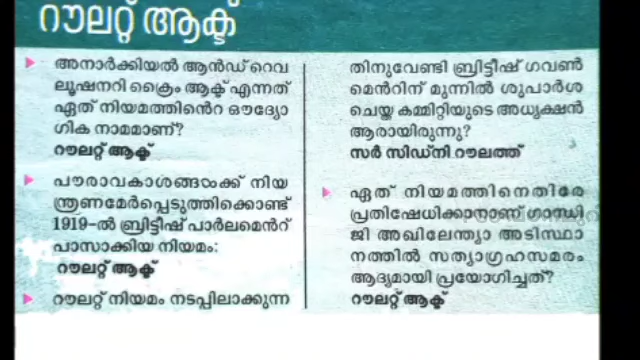 റൗലറ്റ് ആക്ട്
അനാർക്കിയൽ ആൻഡ് റെവ
ലൂഷനറി ക്രൈം ആക്ട് എന്നത്
ഏത് നിയമത്തിന്റെ ഔദ്യോ
ഗിക നാമമാണ്?
റൗലറ്റ് ആക്ട്
പൗരാവകാശങ്ങൾക്ക് നിയ
ന്ത്രണമേർപ്പെടുത്തിക്കൊണ്ട്
1919-ൽ ബ്രിട്ടീഷ് പാർലമെൻറ്
പാസാക്കിയ നിയമം:
റൗലറ്റ് ആക്ട്
റൗലറ്റ് നിയമം നടപ്പിലാക്കുന്ന
തിനുവേണ്ടി ബ്രിട്ടീഷ് ഗവൺ
മെൻറിന് മുന്നിൽ ശുപാർശ
ചെയ്ത കമ്മിറ്റിയുടെ അധ്യക്ഷൻ
ആരായിരുന്നു?
സർ സിഡ്നി റൗലത്ത്
ഏത് നിയമത്തിനെതിരേ
പ്രതിഷേധിക്കാനാണ് ഗാന്ധി
ജി അഖിലേന്ത്യാ അടിസ്ഥാ
നത്തിൽ സത്യാഗ്രഹസമരം
ആദ്യമായി പ്രയോഗിച്ചത്?
റൗലറ്റ് ആക്ട്